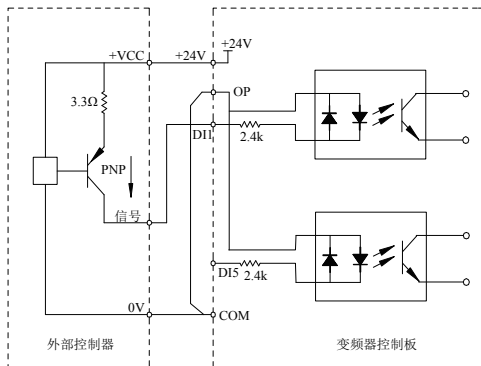 +24V
+VCC
+24V
OP
3.3Ω
DI1
2.4k
PNP
信号
DI5
2.4k
0V
COM
外部控制器
变频器控制板